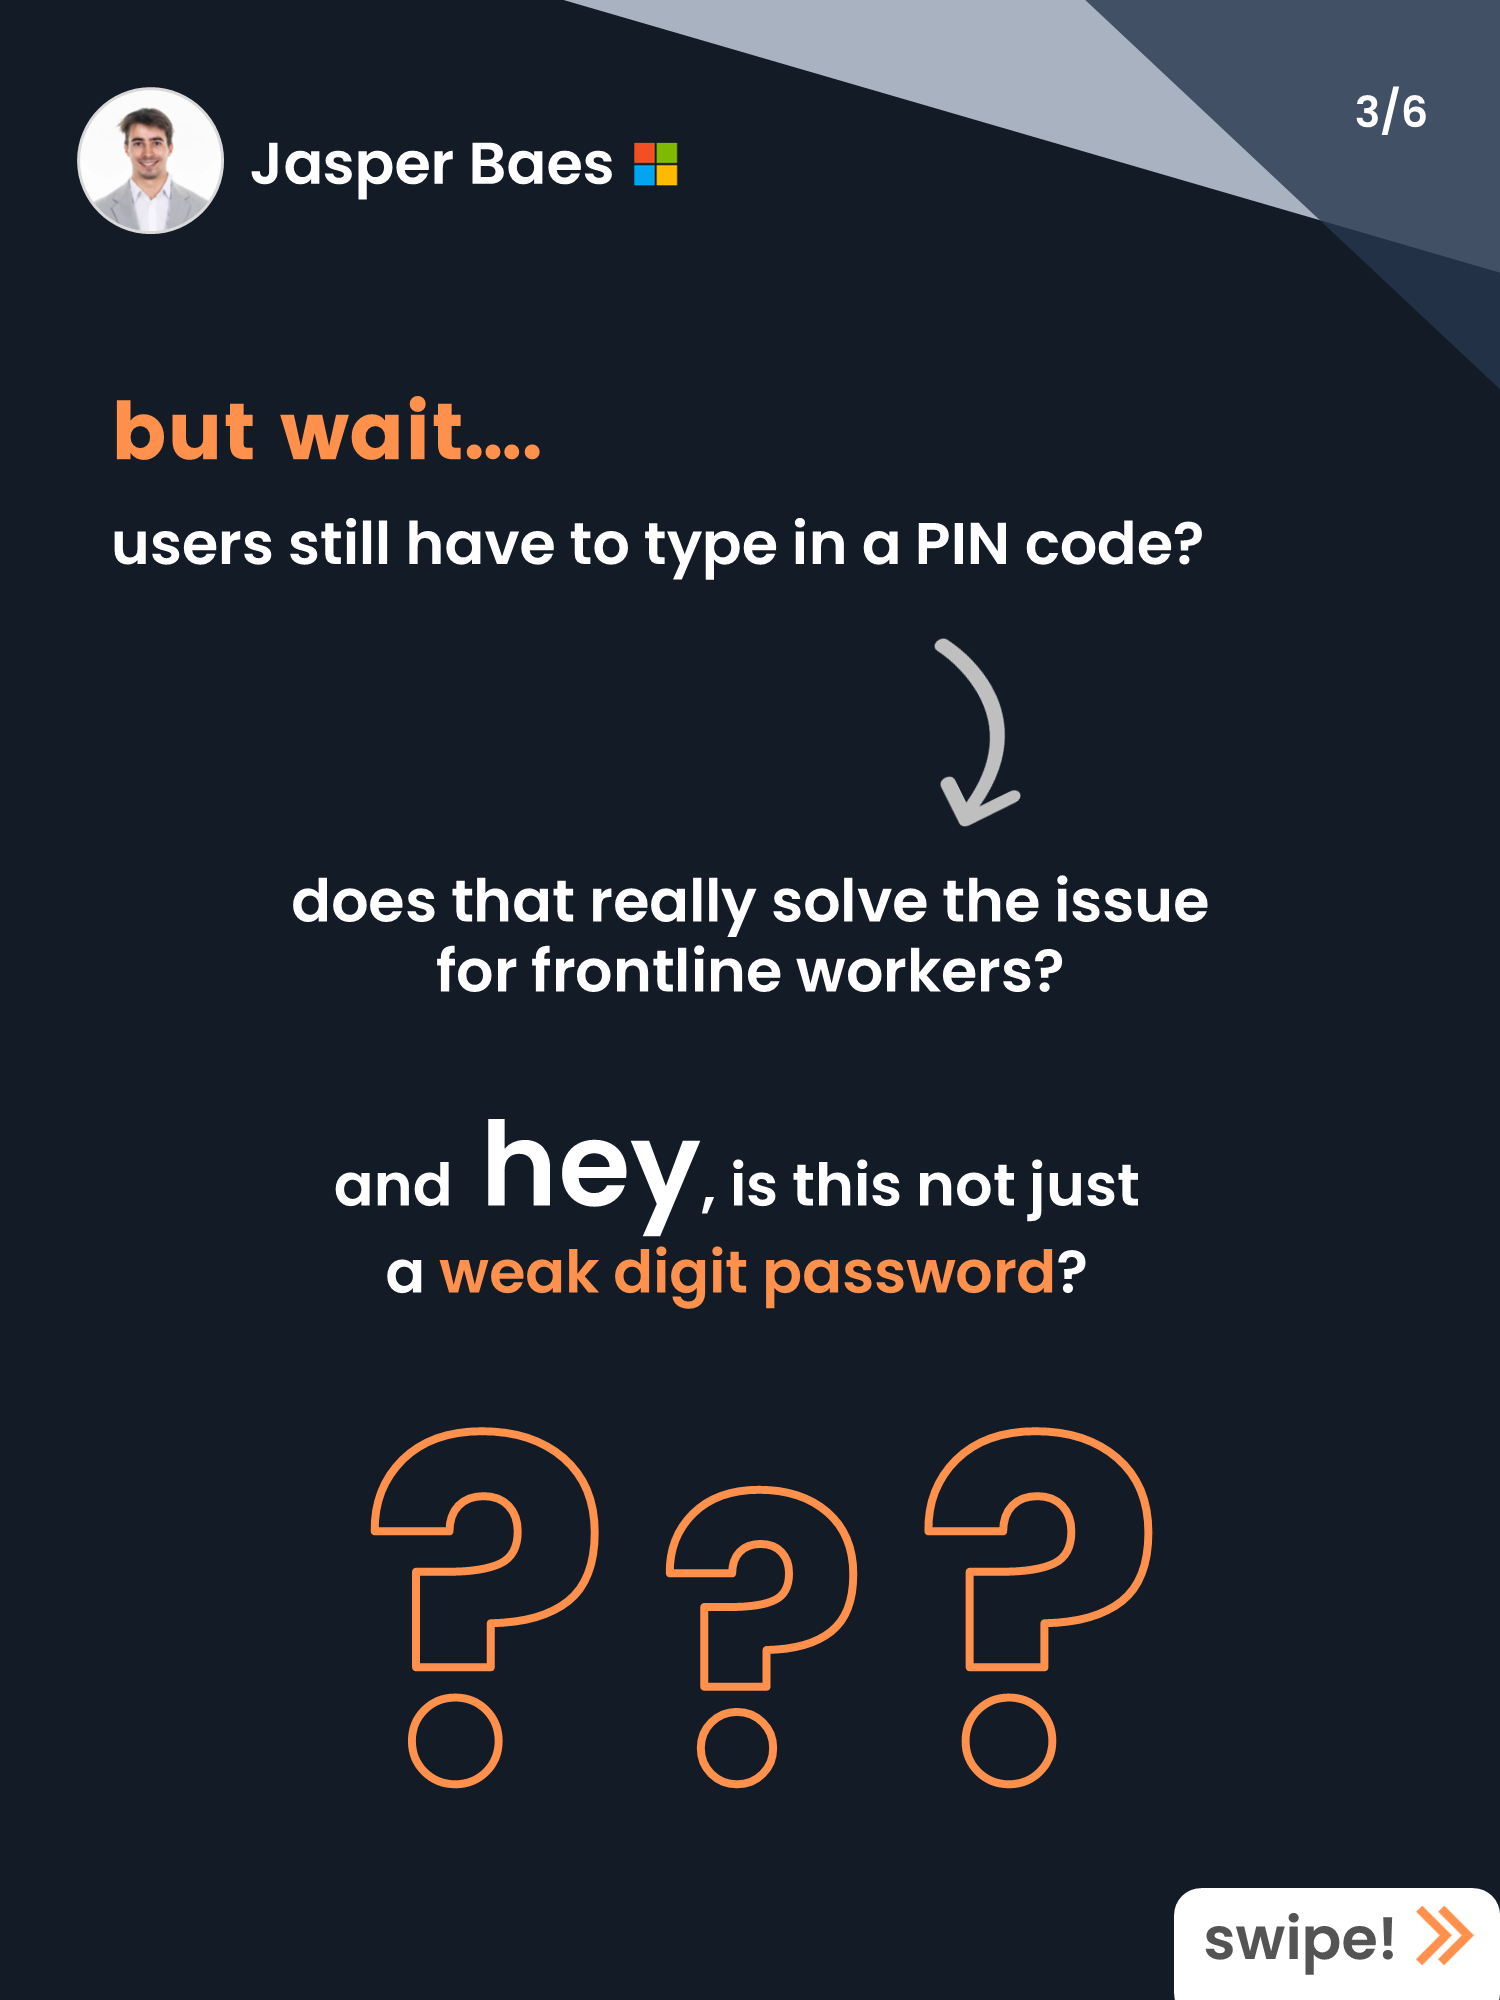 Jasper Baes
3/6
but wait....
users still have to type in a PIN code?
does that really solve the issue
for frontline workers?
and hey, is this not just
a weak digit password?
? ? ?
swipe!